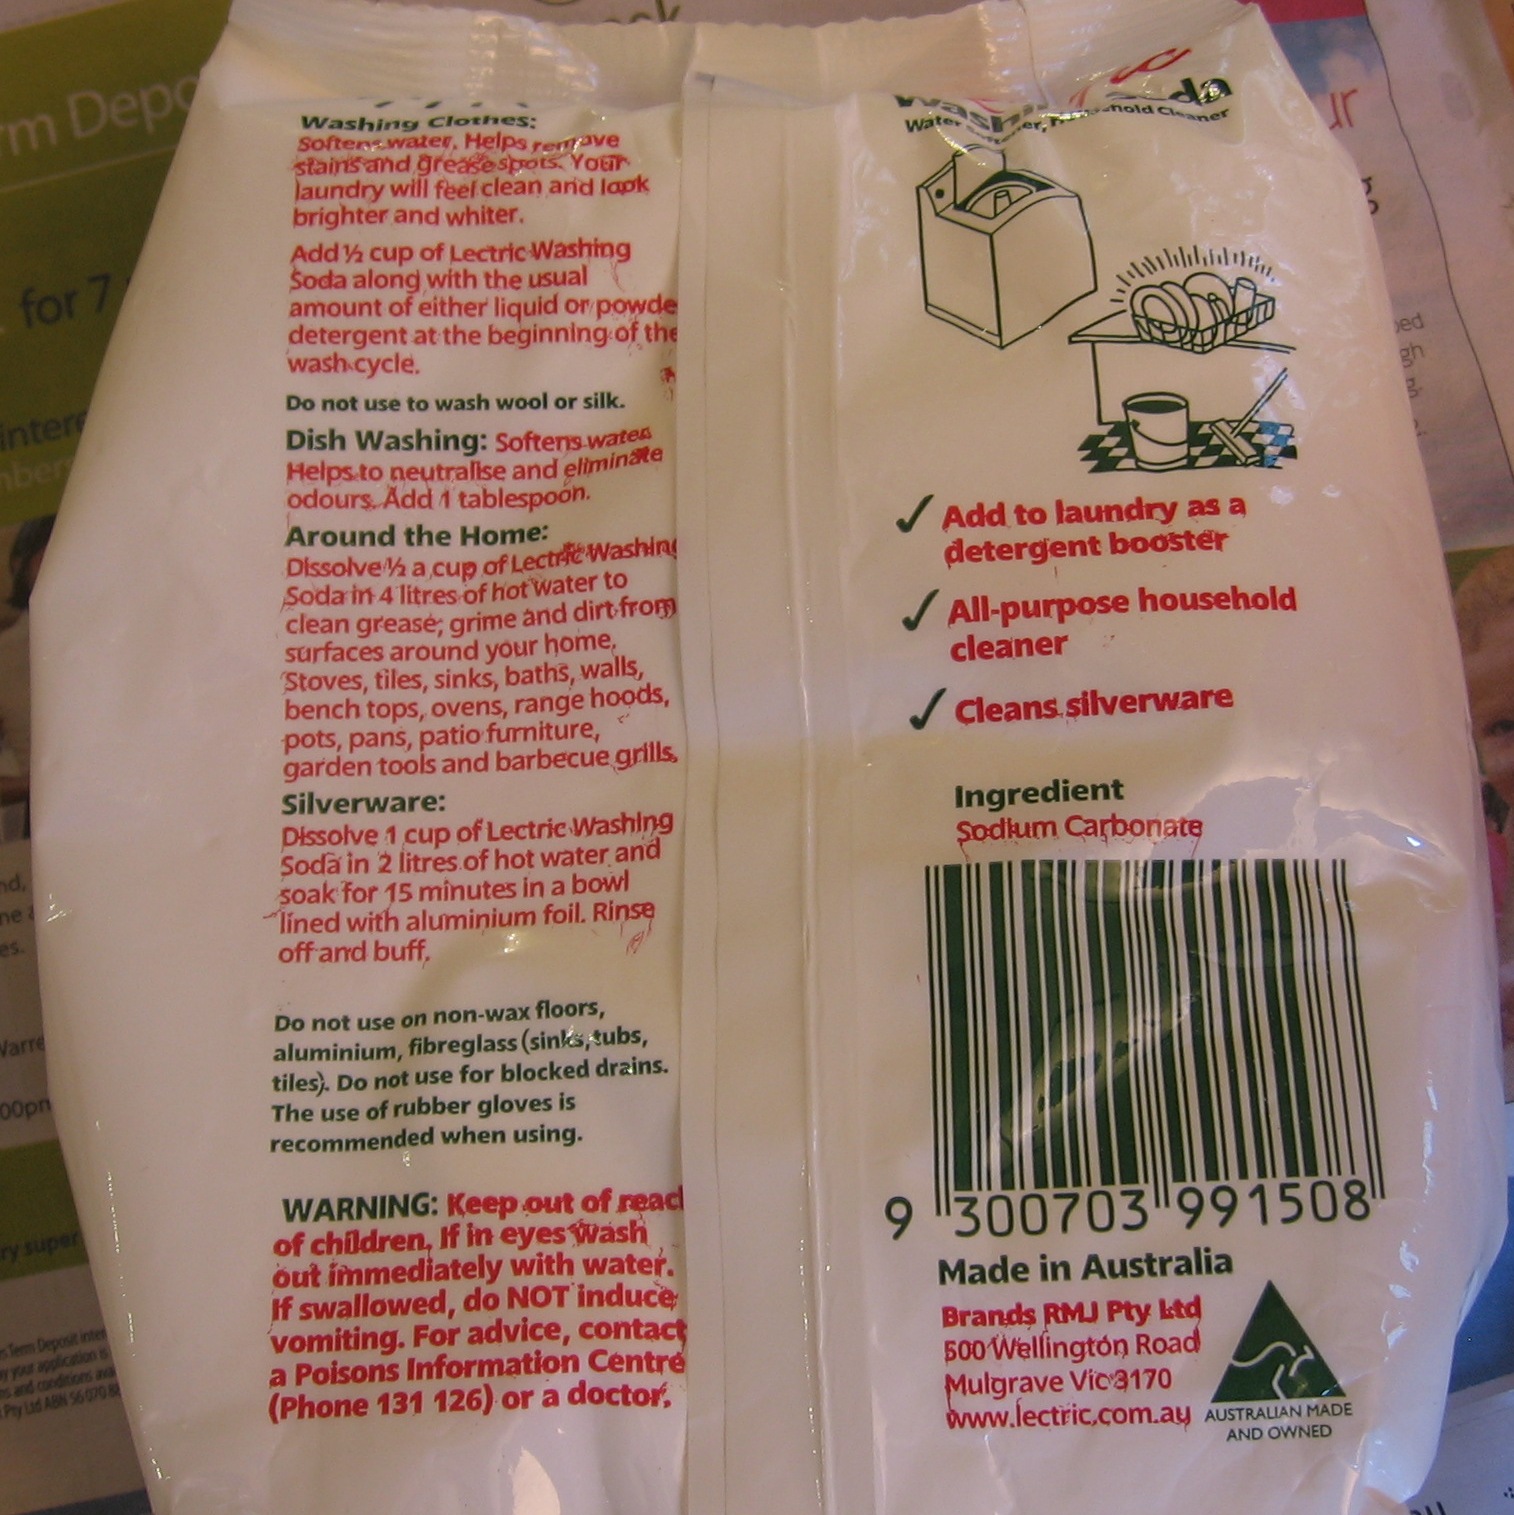 Washing Clothes:
Softens water. Helps remove
stains and grease spots. Your
laundry will feel clean and look
brighter and whiter.
Add ½ cup of Lectric Washing
Soda along with the usual
amount of either liquid or powde
detergent at the beginning of the
wash cycle.
Do not use to wash wool or silk.
Dish Washing: Softens water.
Helps to neutralise and eliminate
odours. Add 1 tablespoon.
Around the Home:
Dissolve ½ a cup of Lectric Washing
Soda in 4 litres of hot water to
clean grease, grime and dirt from
surfaces around your home.
Stoves, tiles, sinks, baths, walls,
bench tops, ovens, range hoods,
pots, pans, patio furniture,
garden tools and barbecue grills.
Silverware:
Dissolve 1 cup of Lectric Washing
Soda in 2 litres of hot water and
soak for 15 minutes in a bowl
lined with aluminium foil. Rinse
off and buff.
Do not use on non-wax floors,
aluminium, fibreglass (sinks, tubs,
tiles). Do not use for blocked drains.
The use of rubber gloves is
recommended when using.
WARNING: Keep out of reach
of children. If in eyes wash
out immediately with water.
If swallowed, do NOT induce
vomiting. For advice, contact
a Poisons Information Centre
(Phone 131 126) or a doctor.
Washing Soda
Water Softener, Household Cleaner
✓ Add to laundry as a
detergent booster
✓ All-purpose household
cleaner
✓ Cleans silverware
Ingredient
Sodium Carbonate
9 300703 991508
Made in Australia
Brands RMJ Pty Ltd
500 Wellington Road
Mulgrave Vic 3170
www.lectric.com.au
AUSTRALIAN MADE
AND OWNED
for 7